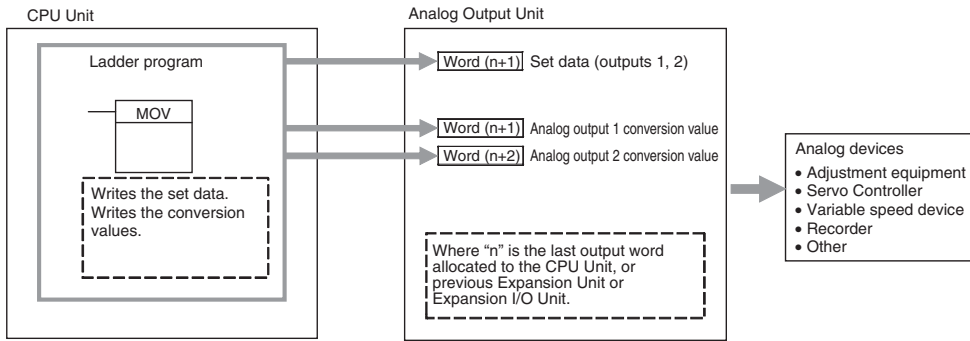 CPU Unit
Analog Output Unit
Ladder program
MOV
Writes the set data.
Writes the conversion
values.
Word (n+1) Set data (outputs 1, 2)
Word (n+1) Analog output 1 conversion value
Word (n+2) Analog output 2 conversion value
Where “n” is the last output word
allocated to the CPU Unit, or
previous Expansion Unit or
Expansion I/O Unit.
Analog devices
• Adjustment equipment
• Servo Controller
• Variable speed device
• Recorder
• Other